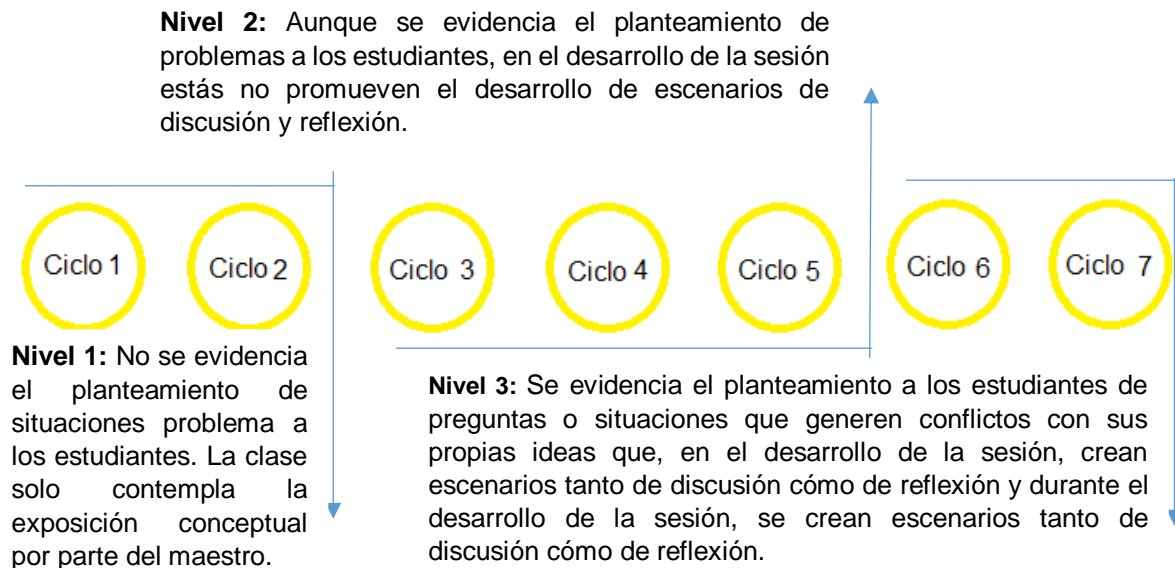 Nivel 2: Aunque se evidencia el planteamiento de
problemas a los estudiantes, en el desarrollo de la sesión
estás no promueven el desarrollo de escenarios de
discusión y reflexión.
Ciclo 1
Ciclo 2
Ciclo 3
Ciclo 4
Ciclo 5
Ciclo 6
Ciclo 7
Nivel 1: No se evidencia
el planteamiento de
situaciones problema a
los estudiantes. La clase
solo contempla la
exposición conceptual
por parte del maestro.
Nivel 3: Se evidencia el planteamiento a los estudiantes de
preguntas o situaciones que generen conflictos con sus
propias ideas que, en el desarrollo de la sesión, crean
escenarios tanto de discusión cómo de reflexión y durante el
desarrollo de la sesión, se crean escenarios tanto de
discusión cómo de reflexión.